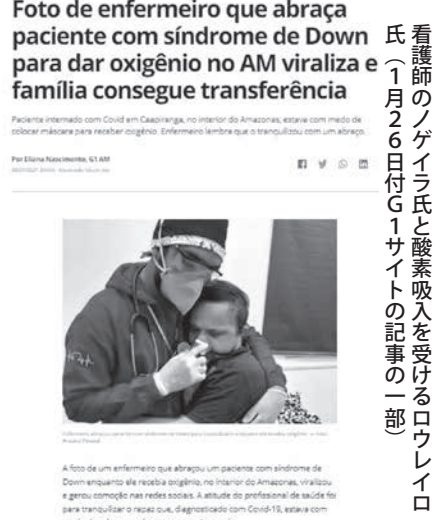 Foto de enfermeiro que abraça
paciente com síndrome de Down
para dar oxigênio no AM viraliza e
família consegue transferência
Paciente internado com Covid em Caapiranga, no interior do Amazonas, estava com medo de
colocar máscara para receber oxigênio. Enfermeiro lembra que o tranquilizou com um abraço.
Por Eliana Nascimento, G1 AM
A foto de um enfermeiro que abraçou um paciente com síndrome de
Down enquanto ele recebia oxigênio, no interior do Amazonas, viralizou
e gerou comoção nas redes sociais. A atitude do profissional de saúde foi
para tranquilizar o rapaz que, diagnosticado com Covid-19, estava com
看護師のノゲイラ氏と酸素吸入を受けるロウレイロ
氏（1月26日付G1サイトの記事の一部）